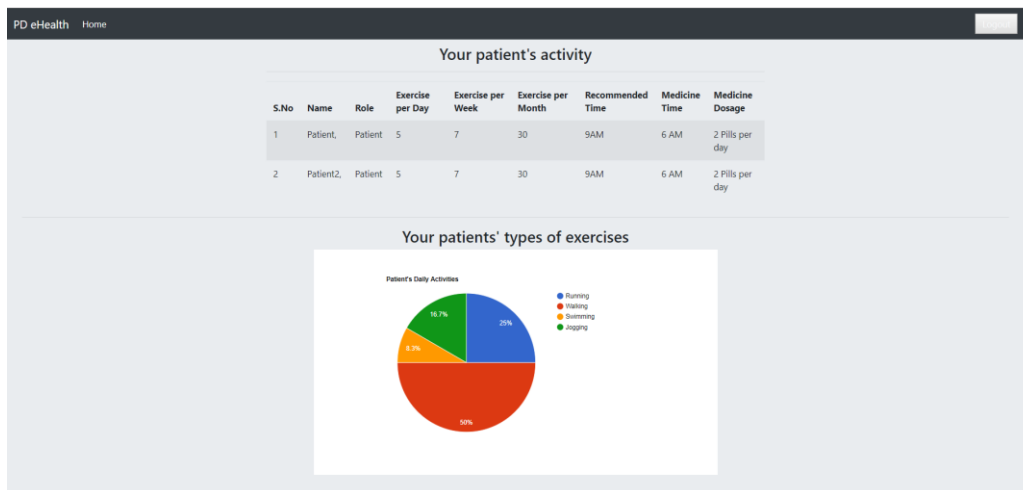 PD eHealth Home
Your patient's activity
S.No Name Role Exercise per Day Exercise per Week Exercise per Month Recommended Time Medicine Time Medicine Dosage
1 Patient, Patient 5 7 30 9AM 6 AM 2 Pills per day
2 Patient2, Patient 5 7 30 9AM 6 AM 2 Pills per day
Your patients' types of exercises
Patient's Daily Activities
Running
Walking
Swimming
Jogging
16.7%
25%
8.3%
50%